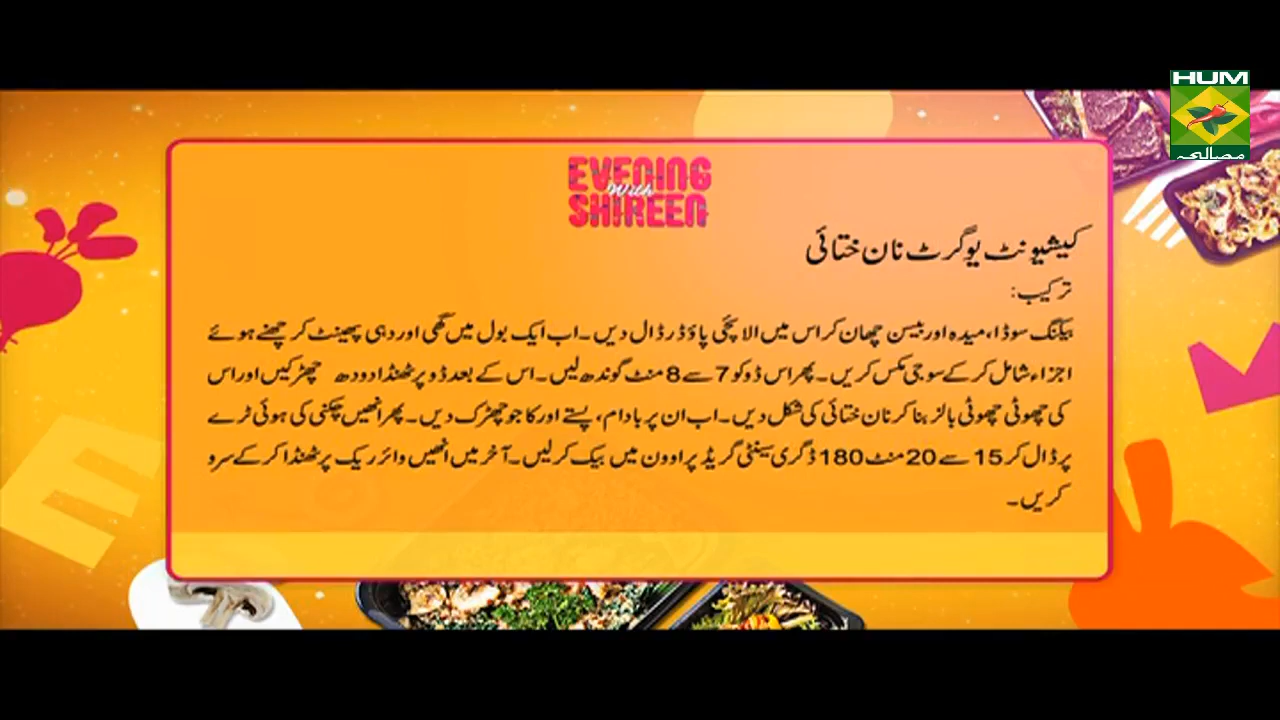 HUM
مصالحہ
EVENING
With
SHIREEN
کیشیو نٹ یوگرٹ نان ختائی
ترکیب:
بیکنگ سوڈا، میدہ اور بیسن چھان کر اس میں الائچی پاؤڈر ڈال دیں۔ اب ایک بول میں گھی اور دہی پھینٹ کر چھنے ہوئے
اجزاء شامل کر کے سوجی مکس کریں۔ پھر اس ڈو کو 7 سے 8 منٹ گوندھ لیں۔ اس کے بعد ڈو پر ٹھنڈا دودھ چھڑکیں اور اس
کی چھوٹی چھوٹی بالز بنا کر نان ختائی کی شکل دیں۔ اب ان پر بادام، پستے اور کاجو چھڑک دیں۔ پھر انھیں چکنی کی ہوئی ٹرے
پر ڈال کر 15 سے 20 منٹ 180 ڈگری سینٹی گریڈ پر اوون میں بیک کر لیں۔ آخر میں انھیں وائر ریک پر ٹھنڈا کر کے سرو
کریں۔